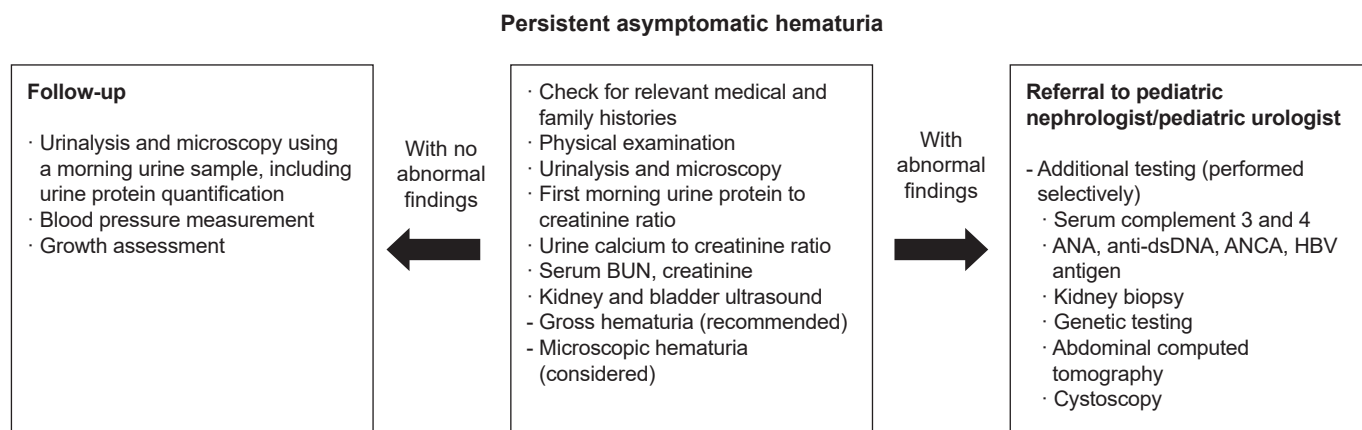 Persistent asymptomatic hematuria
Follow-up
· Urinalysis and microscopy using
a morning urine sample, including
urine protein quantification
· Blood pressure measurement
· Growth assessment
With no
abnormal
findings
· Check for relevant medical and
family histories
· Physical examination
· Urinalysis and microscopy
· First morning urine protein to
creatinine ratio
· Urine calcium to creatinine ratio
· Serum BUN, creatinine
· Kidney and bladder ultrasound
- Gross hematuria (recommended)
- Microscopic hematuria
(considered)
With
abnormal
findings
Referral to pediatric
nephrologist/pediatric urologist
- Additional testing (performed
selectively)
· Serum complement 3 and 4
· ANA, anti-dsDNA, ANCA, HBV
antigen
· Kidney biopsy
· Genetic testing
· Abdominal computed
tomography
· Cystoscopy